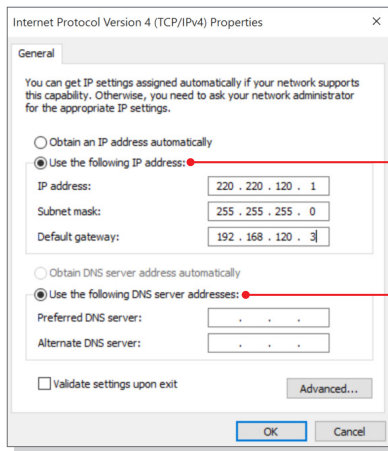 Internet Protocol Version 4 (TCP/IPv4) Properties
General
You can get IP settings assigned automatically if your network supports
this capability. Otherwise, you need to ask your network administrator
for the appropriate IP settings.
Obtain an IP address automatically
Use the following IP address:
IP address: 220 . 220 . 120 . 1
Subnet mask: 255 . 255 . 255 . 0
Default gateway: 192 . 168 . 120 . 3
Obtain DNS server address automatically
Use the following DNS server addresses:
Preferred DNS server: . . .
Alternate DNS server: . . .
Validate settings upon exit
Advanced...
OK Cancel